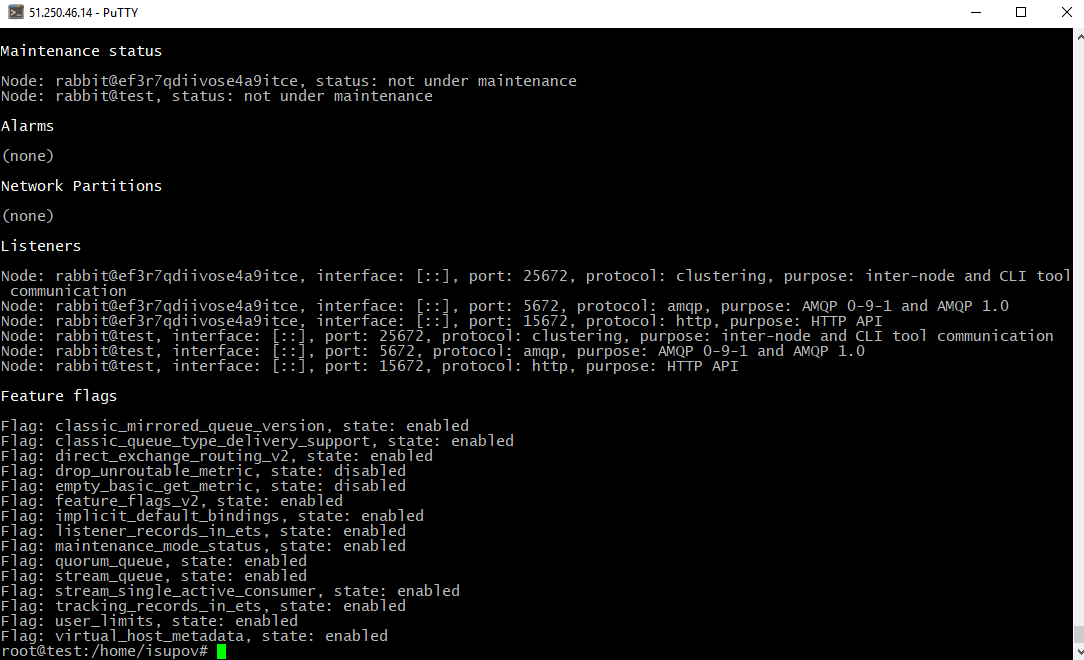 51.250.46.14 - PuTTY
Maintenance status
Node: rabbit@ef3r7qdiivose4a9itce, status: not under maintenance
Node: rabbit@test, status: not under maintenance
Alarms
(none)
Network Partitions
(none)
Listeners
Node: rabbit@ef3r7qdiivose4a9itce, interface: [::], port: 25672, protocol: clustering, purpose: inter-node and CLI tool
communication
Node: rabbit@ef3r7qdiivose4a9itce, interface: [::], port: 5672, protocol: amqp, purpose: AMQP 0-9-1 and AMQP 1.0
Node: rabbit@ef3r7qdiivose4a9itce, interface: [::], port: 15672, protocol: http, purpose: HTTP API
Node: rabbit@test, interface: [::], port: 25672, protocol: clustering, purpose: inter-node and CLI tool communication
Node: rabbit@test, interface: [::], port: 5672, protocol: amqp, purpose: AMQP 0-9-1 and AMQP 1.0
Node: rabbit@test, interface: [::], port: 15672, protocol: http, purpose: HTTP API
Feature flags
Flag: classic_mirrored_queue_version, state: enabled
Flag: classic_queue_type_delivery_support, state: enabled
Flag: direct_exchange_routing_v2, state: enabled
Flag: drop_unroutable_metric, state: disabled
Flag: empty_basic_get_metric, state: disabled
Flag: feature_flags_v2, state: enabled
Flag: implicit_default_bindings, state: enabled
Flag: listener_records_in_ets, state: enabled
Flag: maintenance_mode_status, state: enabled
Flag: quorum_queue, state: enabled
Flag: stream_queue, state: enabled
Flag: stream_single_active_consumer, state: enabled
Flag: tracking_records_in_ets, state: enabled
Flag: user_limits, state: enabled
Flag: virtual_host_metadata, state: enabled
root@test:/home/isupov#